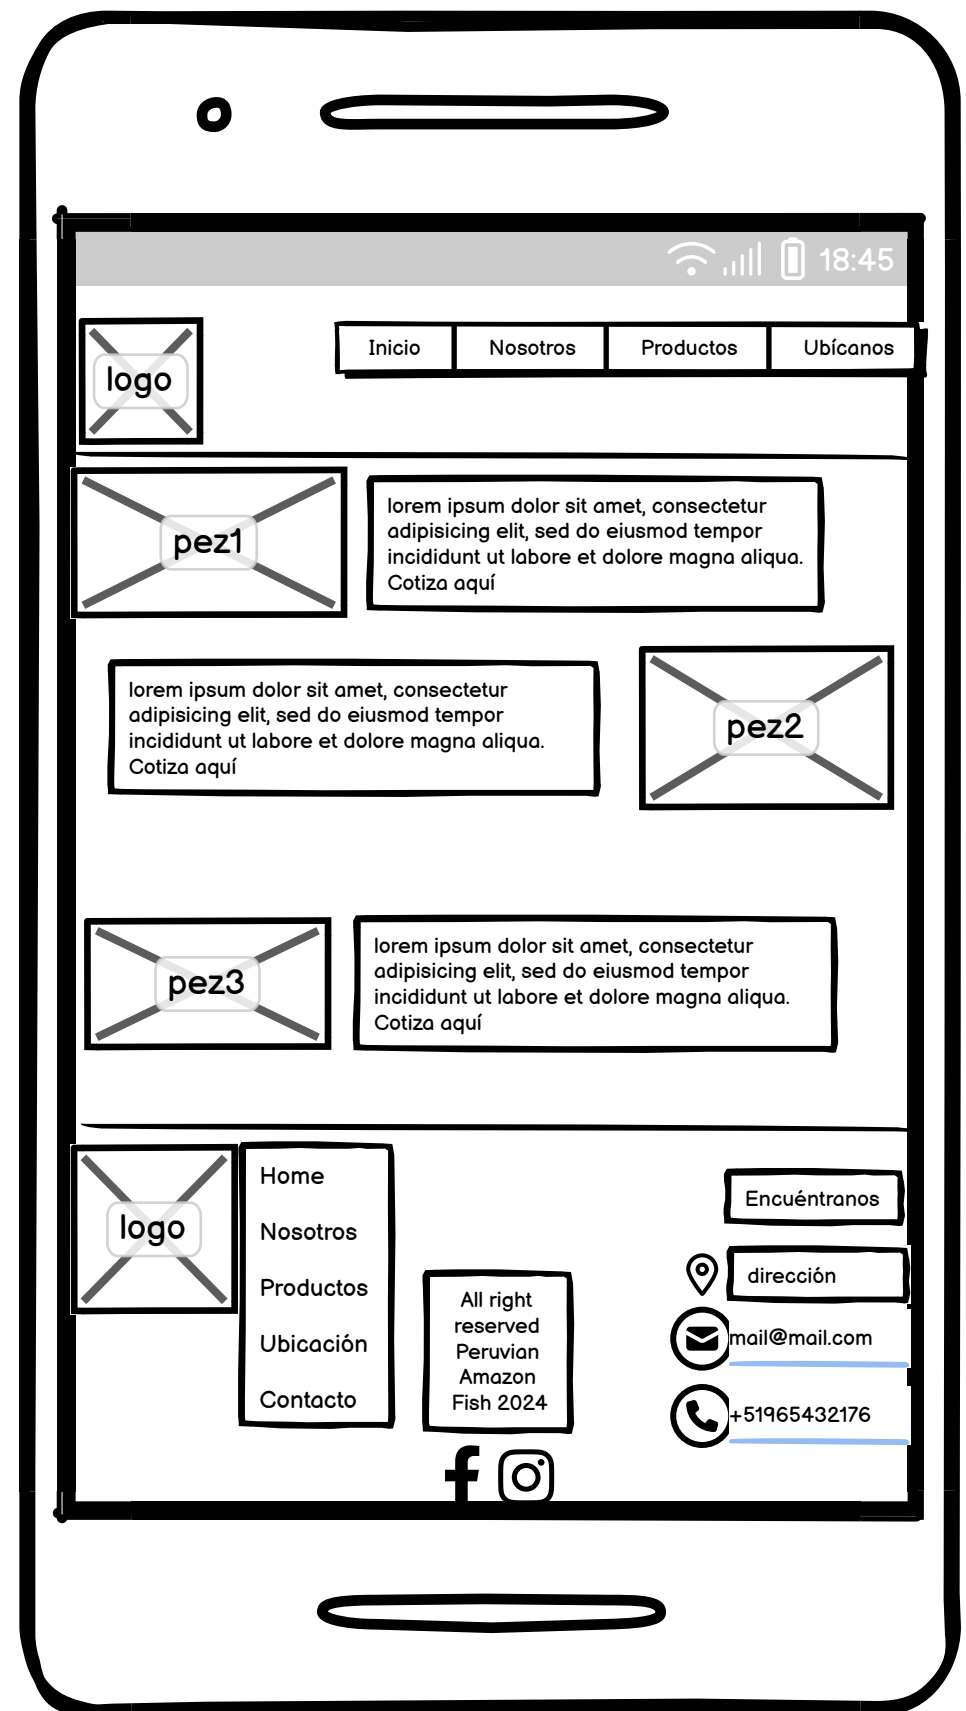 18:45
logo
Inicio Nosotros Productos Ubícanos
pez1
lorem ipsum dolor sit amet, consectetur
adipisicing elit, sed do eiusmod tempor
incididunt ut labore et dolore magna aliqua.
Cotiza aquí
lorem ipsum dolor sit amet, consectetur
adipisicing elit, sed do eiusmod tempor
incididunt ut labore et dolore magna aliqua.
Cotiza aquí
pez2
pez3
lorem ipsum dolor sit amet, consectetur
adipisicing elit, sed do eiusmod tempor
incididunt ut labore et dolore magna aliqua.
Cotiza aquí
logo
Home
Nosotros
Productos
Ubicación
Contacto
All right
reserved
Peruvian
Amazon
Fish 2024
Encuéntranos
dirección
mail@mail.com
+51965432176